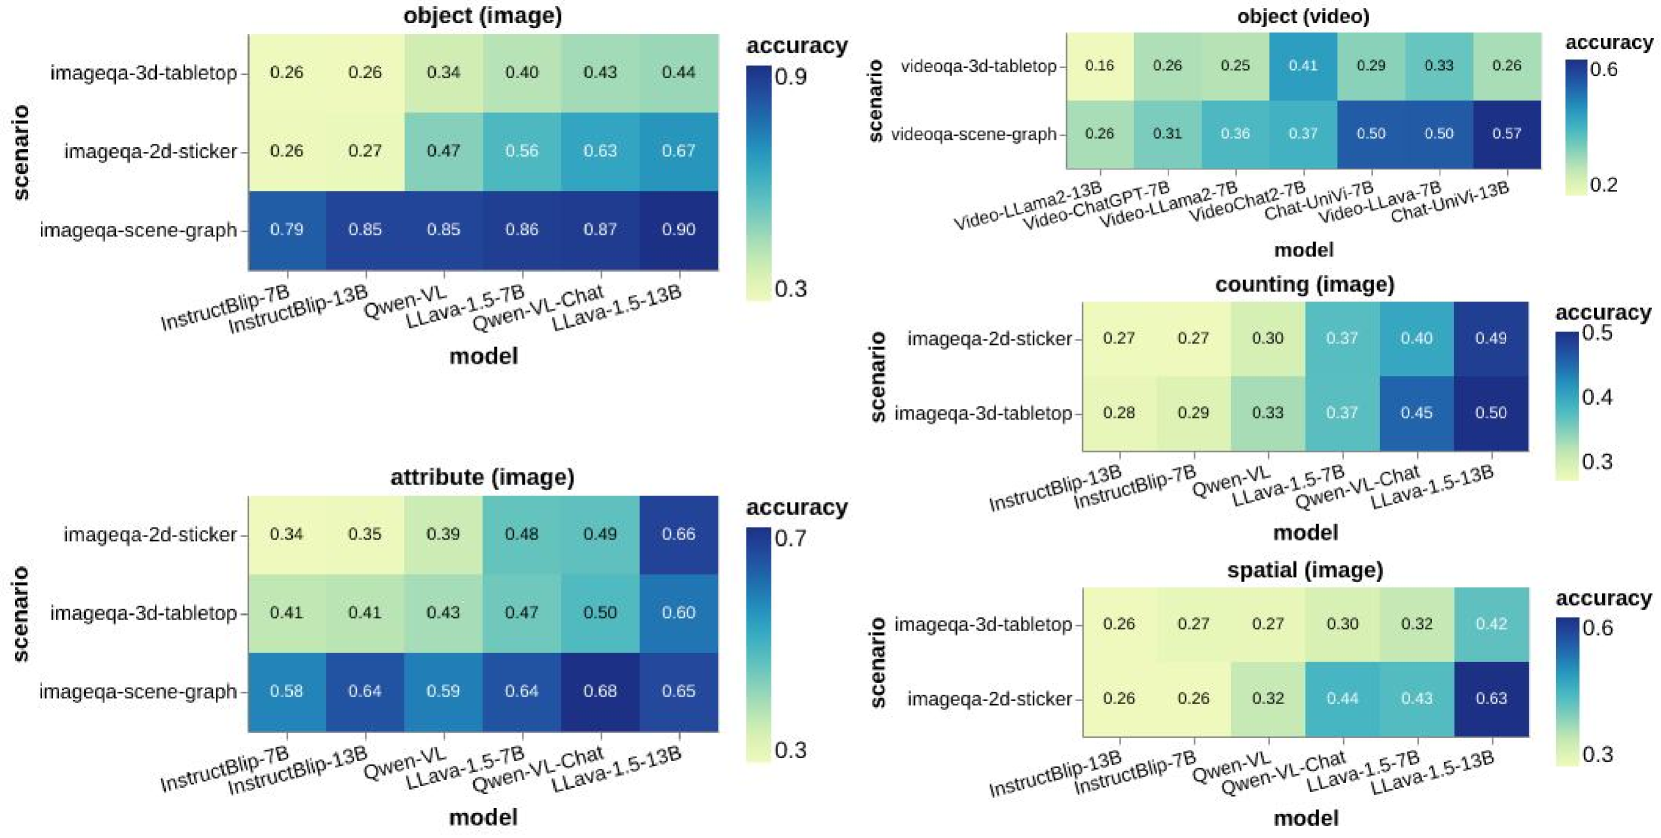 object (image)
scenario
imageqa-3d-tabletop 0.26 0.26 0.34 0.40 0.43 0.44
imageqa-2d-sticker 0.26 0.27 0.47 0.56 0.63 0.67
imageqa-scene-graph 0.79 0.85 0.85 0.86 0.87 0.90
InstructBlip-7B InstructBlip-13B Qwen-VL LLava-1.5-7B Qwen-VL-Chat LLava-1.5-13B
model
accuracy
0.9
0.3
attribute (image)
scenario
imageqa-2d-sticker 0.34 0.35 0.39 0.48 0.49 0.66
imageqa-3d-tabletop 0.41 0.41 0.43 0.47 0.50 0.60
imageqa-scene-graph 0.58 0.64 0.59 0.64 0.68 0.65
InstructBlip-7B InstructBlip-13B Qwen-VL LLava-1.5-7B Qwen-VL-Chat LLava-1.5-13B
model
accuracy
0.7
0.3
object (video)
scenario
videoqa-3d-tabletop 0.16 0.26 0.25 0.41 0.29 0.33 0.26
videoqa-scene-graph 0.26 0.31 0.36 0.37 0.50 0.50 0.57
Video-LLama2-13B Video-ChatGPT-7B Video-LLama2-7B VideoChat2-7B Chat-UniVi-7B Video-LLava-7B Chat-UniVi-13B
model
accuracy
0.6
0.2
counting (image)
scenario
imageqa-2d-sticker 0.27 0.27 0.30 0.37 0.40 0.49
imageqa-3d-tabletop 0.28 0.29 0.33 0.37 0.45 0.50
InstructBlip-13B InstructBlip-7B Qwen-VL LLava-1.5-7B Qwen-VL-Chat LLava-1.5-13B
model
accuracy
0.5
0.4
0.3
spatial (image)
scenario
imageqa-3d-tabletop 0.26 0.27 0.27 0.30 0.32 0.42
imageqa-2d-sticker 0.26 0.26 0.32 0.44 0.43 0.63
InstructBlip-13B InstructBlip-7B Qwen-VL Qwen-VL-Chat LLava-1.5-7B LLava-1.5-13B
model
accuracy
0.6
0.3